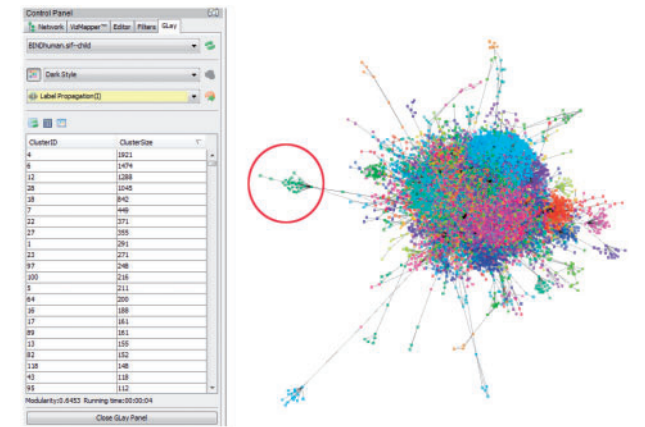 Control Panel
Network VizMapper™ Editor Filters GLay
BINDhuman.sif--child
Dark Style
Label Propagation(I)
ClusterID ClusterSize
4 1921
6 1474
12 1288
28 1045
18 842
7 449
22 371
27 355
1 291
23 271
97 248
100 216
5 211
64 200
16 188
17 161
89 161
13 155
82 152
118 148
43 118
95 112
Modularity:0.6453 Running time:00:00:04
Close GLay Panel